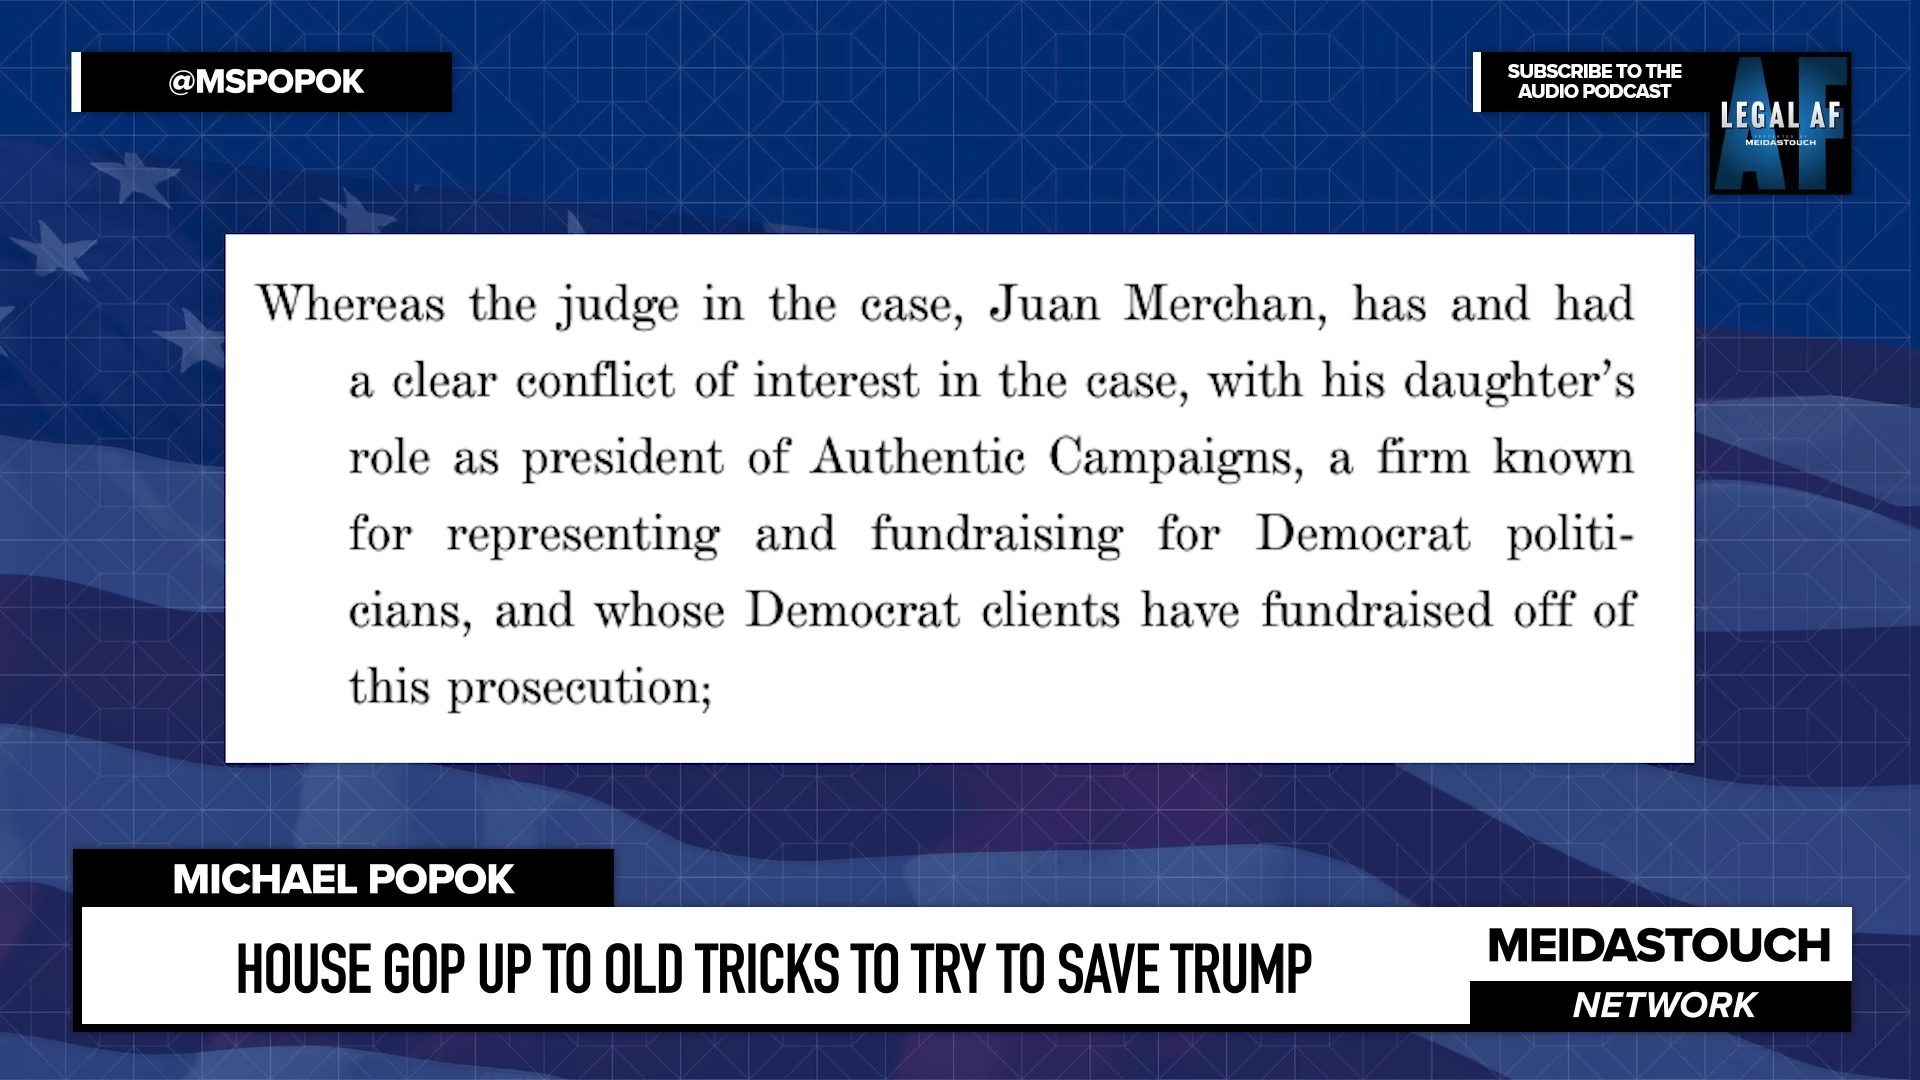 @MSPOPOK
SUBSCRIBE TO THE
AUDIO PODCAST
LEGAL AF
PRESENTED BY
MEIDASTOUCH
Whereas the judge in the case, Juan Merchan, has and had
a clear conflict of interest in the case, with his daughter's
role as president of Authentic Campaigns, a firm known
for representing and fundraising for Democrat politi-
cians, and whose Democrat clients have fundraised off of
this prosecution;
MICHAEL POPOK
HOUSE GOP UP TO OLD TRICKS TO TRY TO SAVE TRUMP
MEIDASTOUCH
NETWORK